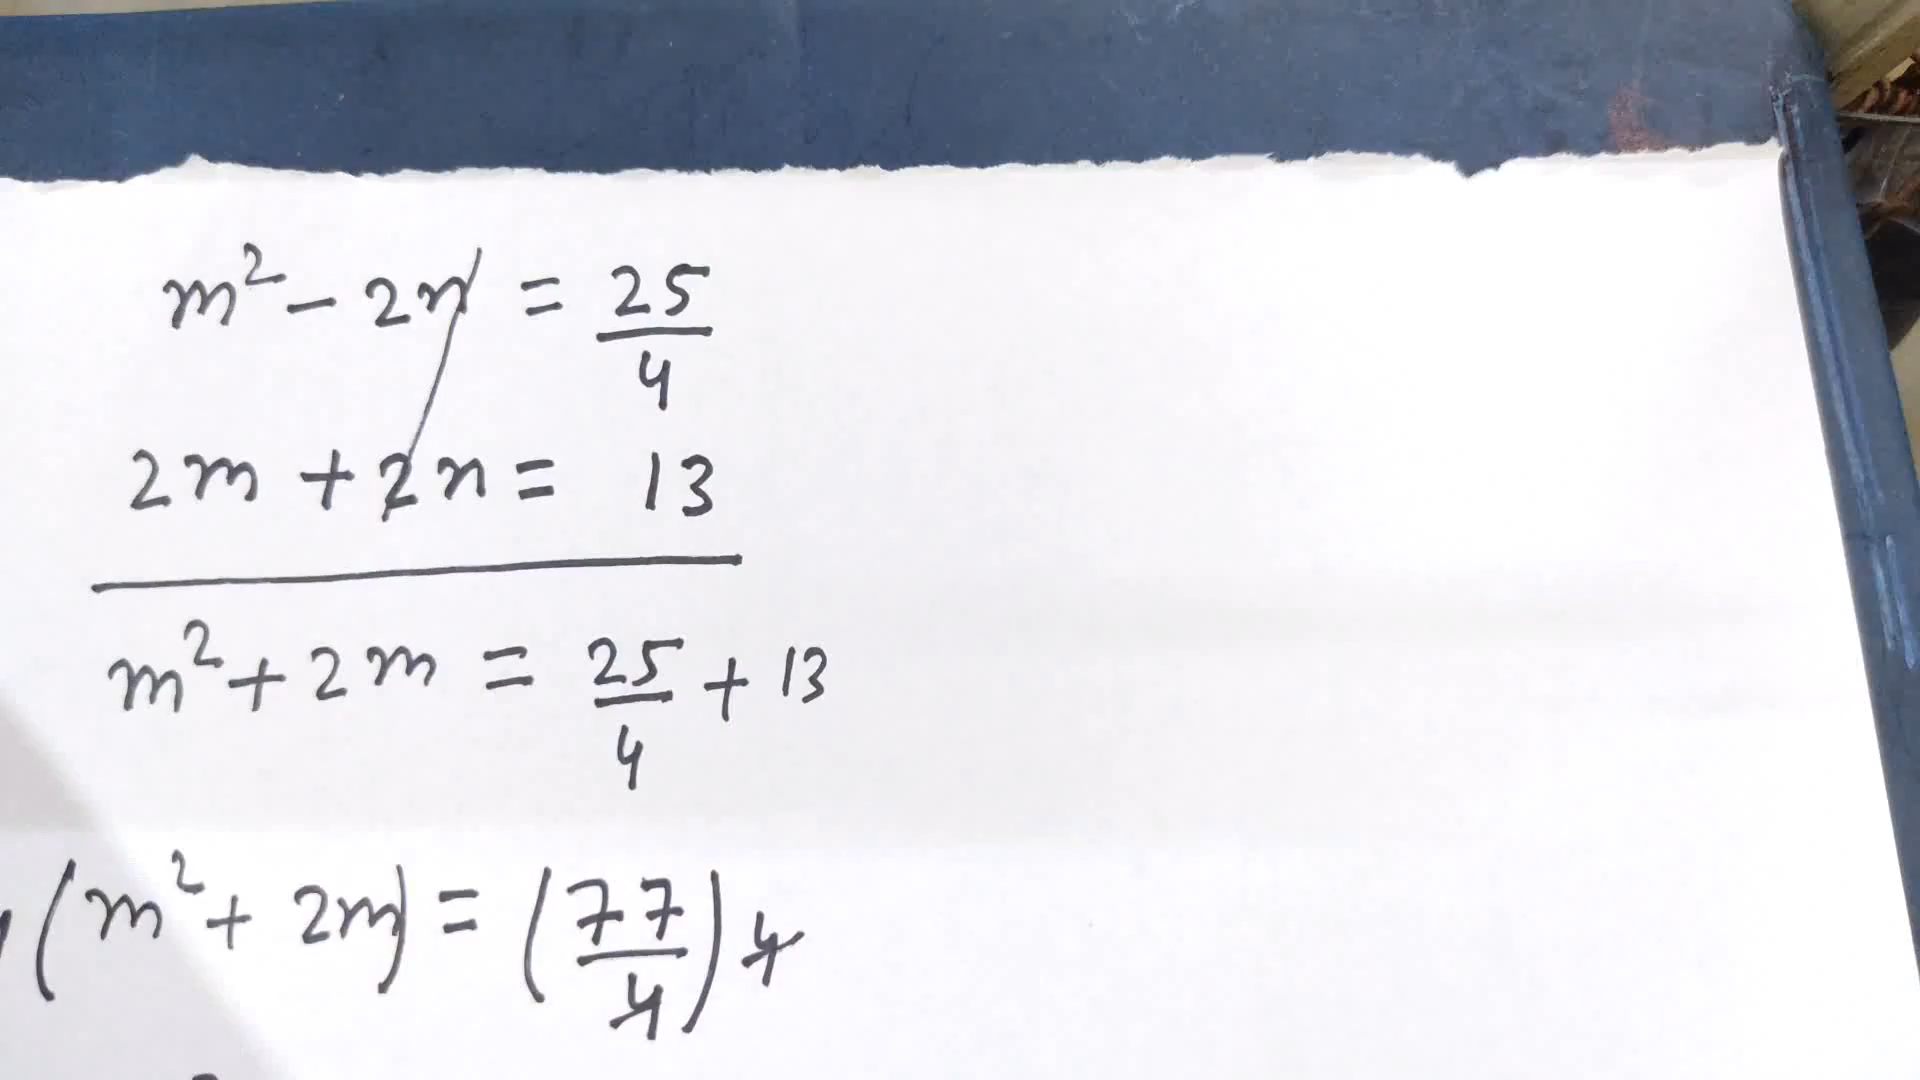 m² - 2n = 25/4
2m + 2n = 13
m² + 2m = 25/4 + 13
(m² + 2m) = (77/4) 4